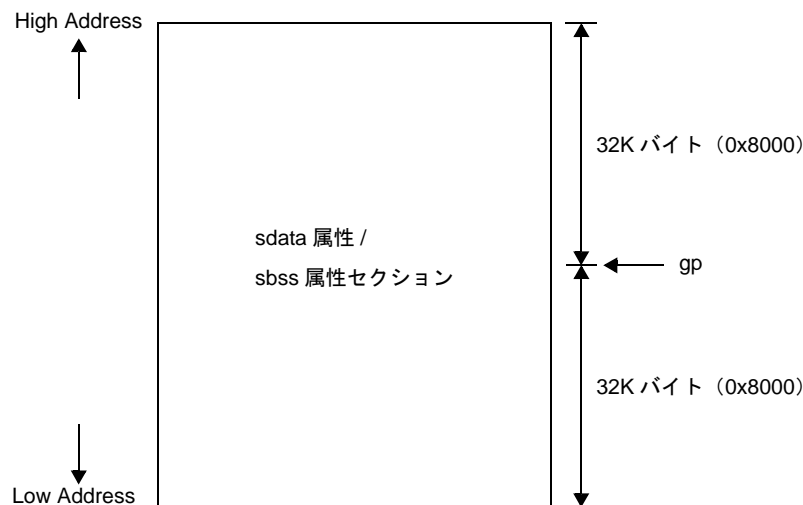 High Address
32K バイト（0x8000）
sdata 属性 /
sbss 属性セクション
gp
32K バイト（0x8000）
Low Address